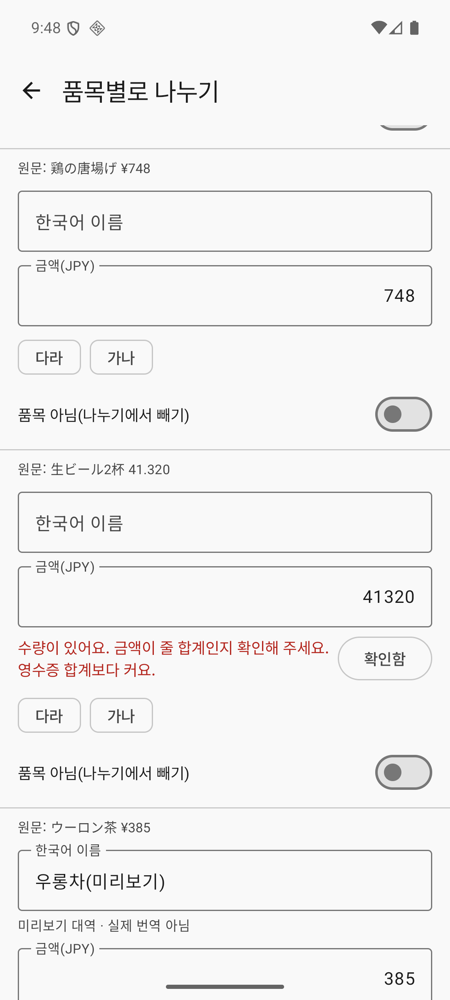 9:48
품목별로 나누기
원문: 鶏の唐揚げ ¥748
한국어 이름
금액(JPY)
748
다라
가나
품목 아님(나누기에서 빼기)
원문: 生ビール2杯 41.320
한국어 이름
금액(JPY)
41320
수량이 있어요. 금액이 줄 합계인지 확인해 주세요.
영수증 합계보다 커요.
확인함
다라
가나
품목 아님(나누기에서 빼기)
원문: ウーロン茶 ¥385
한국어 이름
우롱차(미리보기)
미리보기 대역 · 실제 번역 아님
금액(JPY)
385